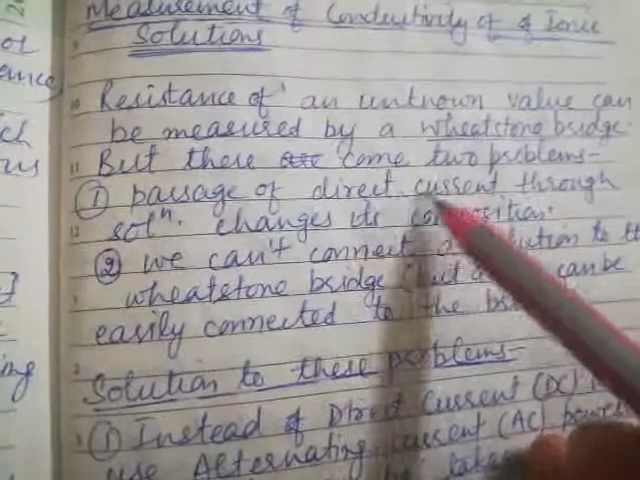 Measurement of Conductivity of Ionic
Solutions
Resistance of an unknown value can
be measured by a wheatstone bridge.
But there come two problems-
① passage of direct current through
solⁿ. changes its composition.
② we can't connect a solution to
wheatstone bridge can be
easily connected to the
Solution to these problems-
① Instead of Direct Current (DC)
use Alternating current (AC)